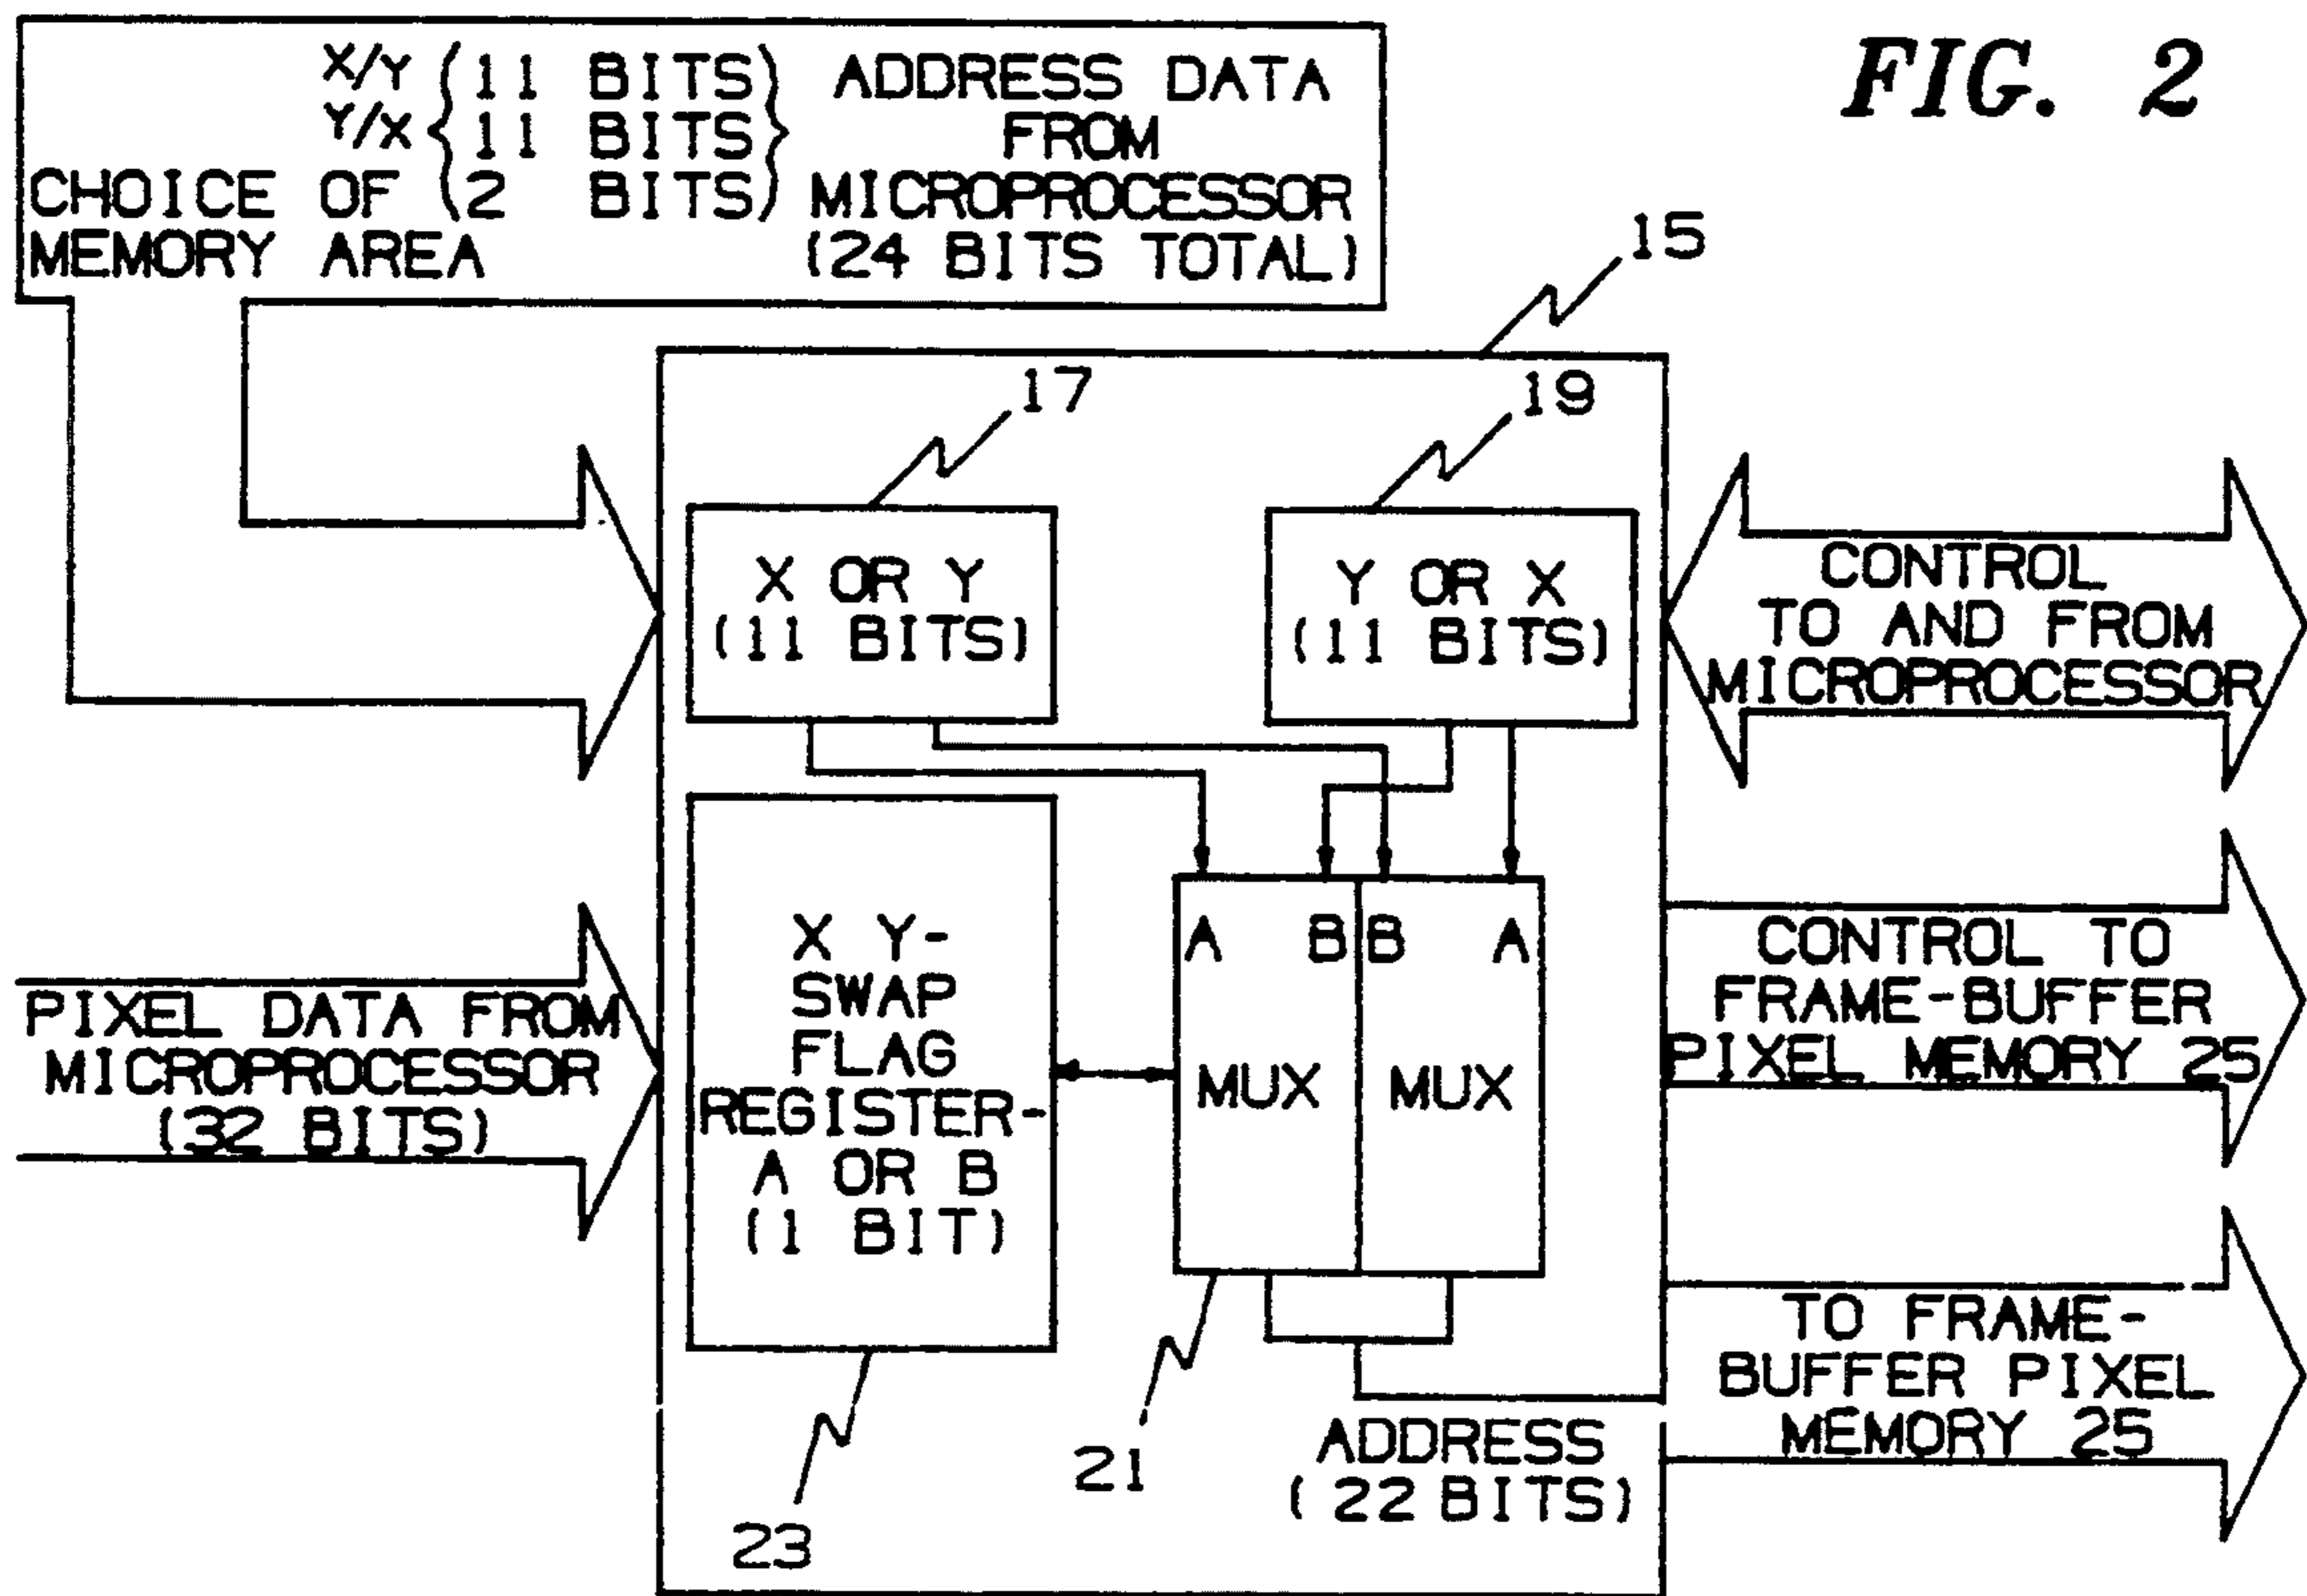 FIG. 2
X/Y { 11 BITS } ADDRESS DATA
Y/X { 11 BITS } FROM
CHOICE OF { 2 BITS } MICROPROCESSOR
MEMORY AREA (24 BITS TOTAL)
15
17
19
X OR Y
(11 BITS)
Y OR X
(11 BITS)
CONTROL
TO AND FROM
MICROPROCESSOR
PIXEL DATA FROM
MICROPROCESSOR
(32 BITS)
X Y-
SWAP
FLAG
REGISTER-
A OR B
(1 BIT)
A B B A
MUX MUX
CONTROL TO
FRAME-BUFFER
PIXEL MEMORY 25
TO FRAME-
BUFFER PIXEL
MEMORY 25
ADDRESS
(22 BITS)
21
23